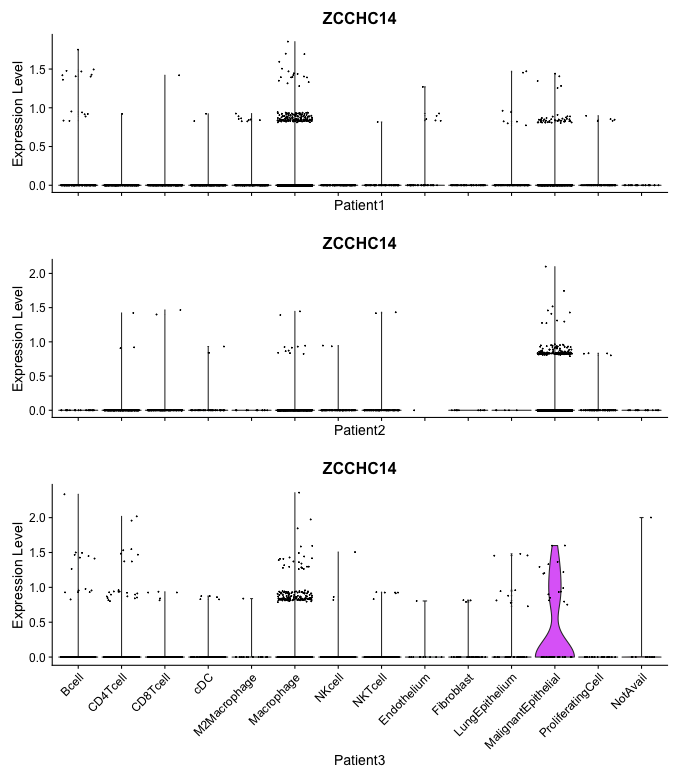 ZCCHC14
Expression Level
1.5
1.0
0.5
0.0
Patient1
ZCCHC14
Expression Level
2.0
1.5
1.0
0.5
0.0
Patient2
ZCCHC14
Expression Level
2.0
1.5
1.0
0.5
0.0
Bcell
CD4Tcell
CD8Tcell
cDC
M2Macrophage
Macrophage
NKcell
NKTcell
Endothelium
Fibroblast
LungEpithelium
MalignantEpithelial
ProliferatingCell
NotAvail
Patient3